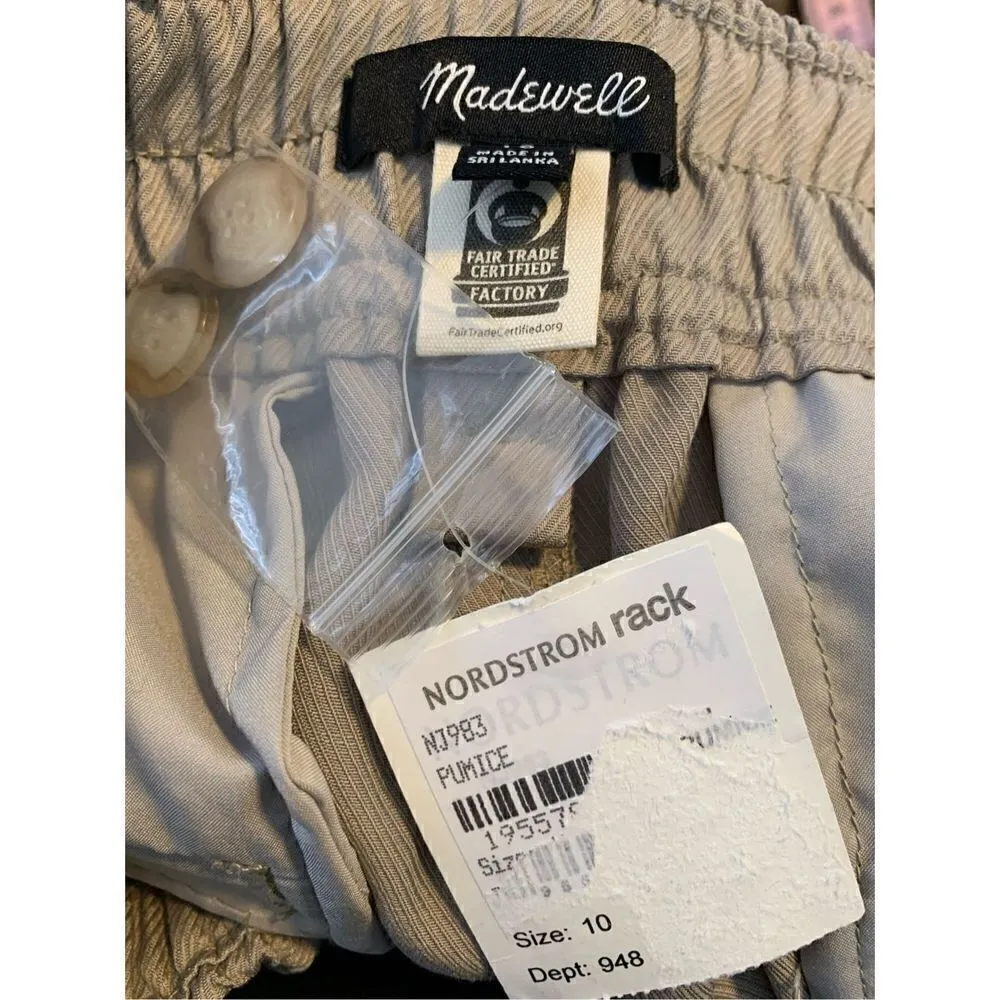 Madewell
MADE IN
SRI LANKA
FAIR TRADE
CERTIFIED
FACTORY
FairTradeCertified.org
NORDSTROM rack
NORDSTROM
NJ983
PUMICE
Size: 10
Dept: 948